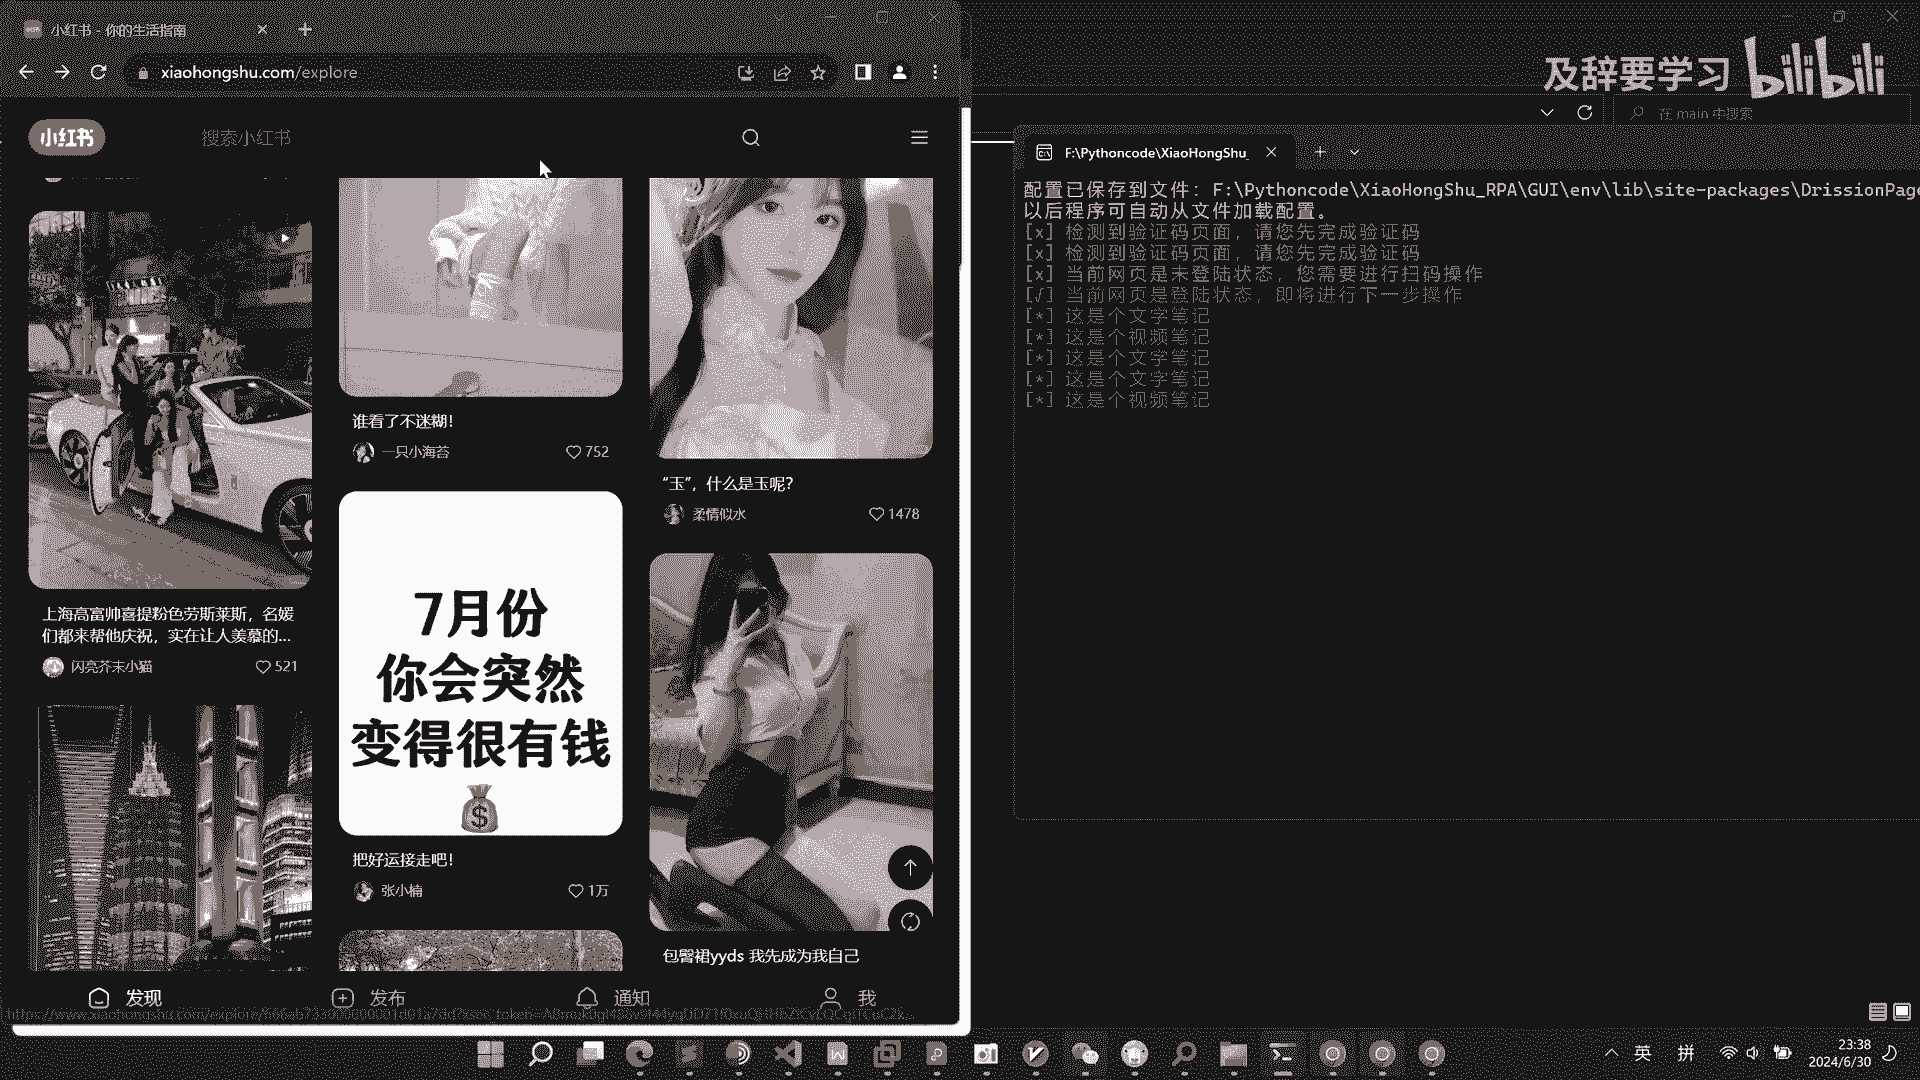 小红书 - 你的生活指南
xiaohongshu.com/explore
小红书
搜索小红书
上海高富帅喜提粉色劳斯莱斯，名媛
们都来帮他庆祝，实在让人羡慕的...
闪亮芥末小猫
521
谁看了不迷糊！
一只小海苔
752
7月份
你会突然
变得很有钱
$
把好运接走吧！
张小楠
1万
“玉”，什么是玉呢？
柔情似水
1478
包臀裙yyds 我先成为我自己
发现
发布
通知
我
及辞要学习
bilibili
在 main 中搜索
F:\Pythoncode\XiaoHongShu_
配置已保存到文件：F:\Pythoncode\XiaoHongShu_RPA\GUI\env\lib\site-packages\DrissionPage
以后程序可自动从文件加载配置。
[x] 检测到验证码页面，请您先完成验证码
[x] 检测到验证码页面，请您先完成验证码
[x] 当前网页是未登陆状态，您需要进行扫码操作
[/] 当前网页是登陆状态，即将进行下一步操作
[*] 这是个文字笔记
[*] 这是个视频笔记
[*] 这是个文字笔记
[*] 这是个文字笔记
[*] 这是个视频笔记
英
拼
23:38
2024/6/30